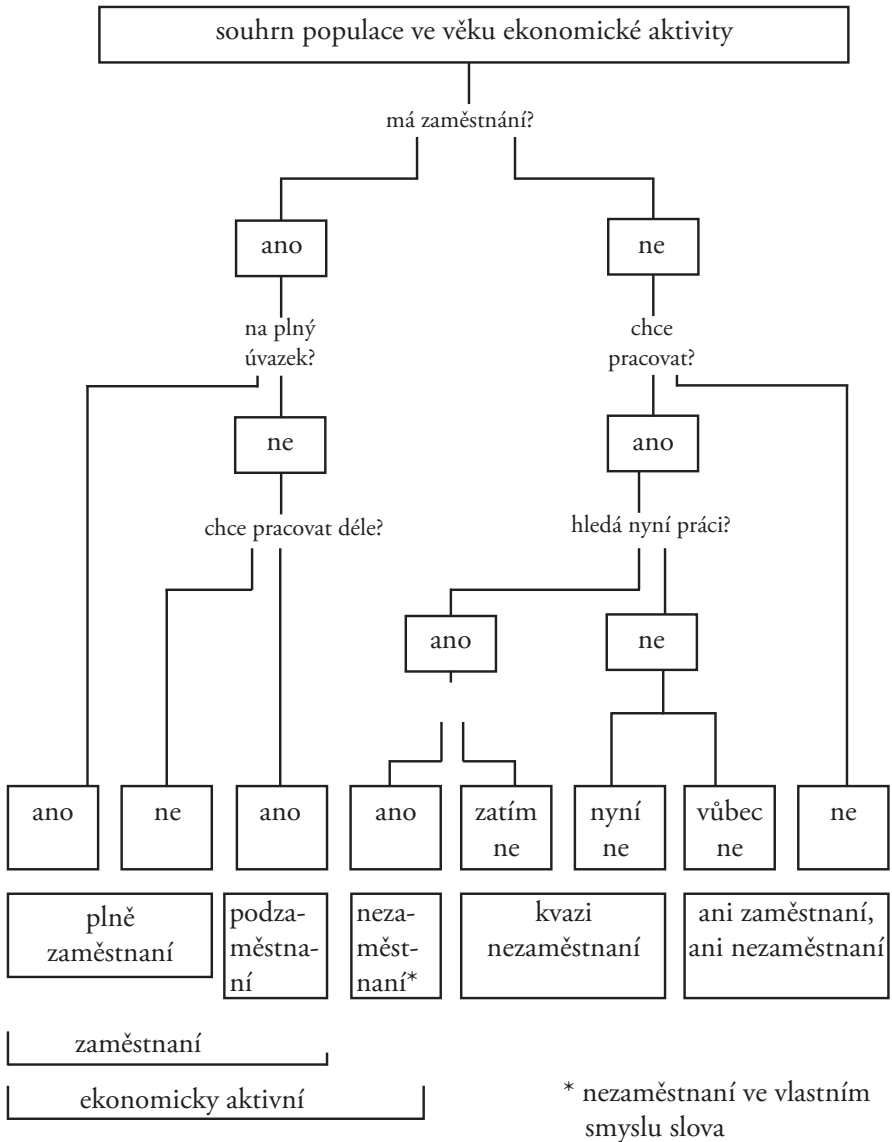 souhrn populace ve věku ekonomické aktivity
má zaměstnání?
ano
ne
na plný
úvazek?
chce
pracovat?
ne
ano
chce pracovat déle?
hledá nyní práci?
ano
ne
ano
ne
ano
ano
zatím
ne
nyní
ne
vůbec
ne
ne
plně
zaměstnaní
podza-
městna-
ní
neza-
městna-
naní*
kvazi
nezaměstnaní
ani zaměstnaní,
ani nezaměstnaní
zaměstnaní
ekonomicky aktivní
* nezaměstnaní ve vlastním
smyslu slova